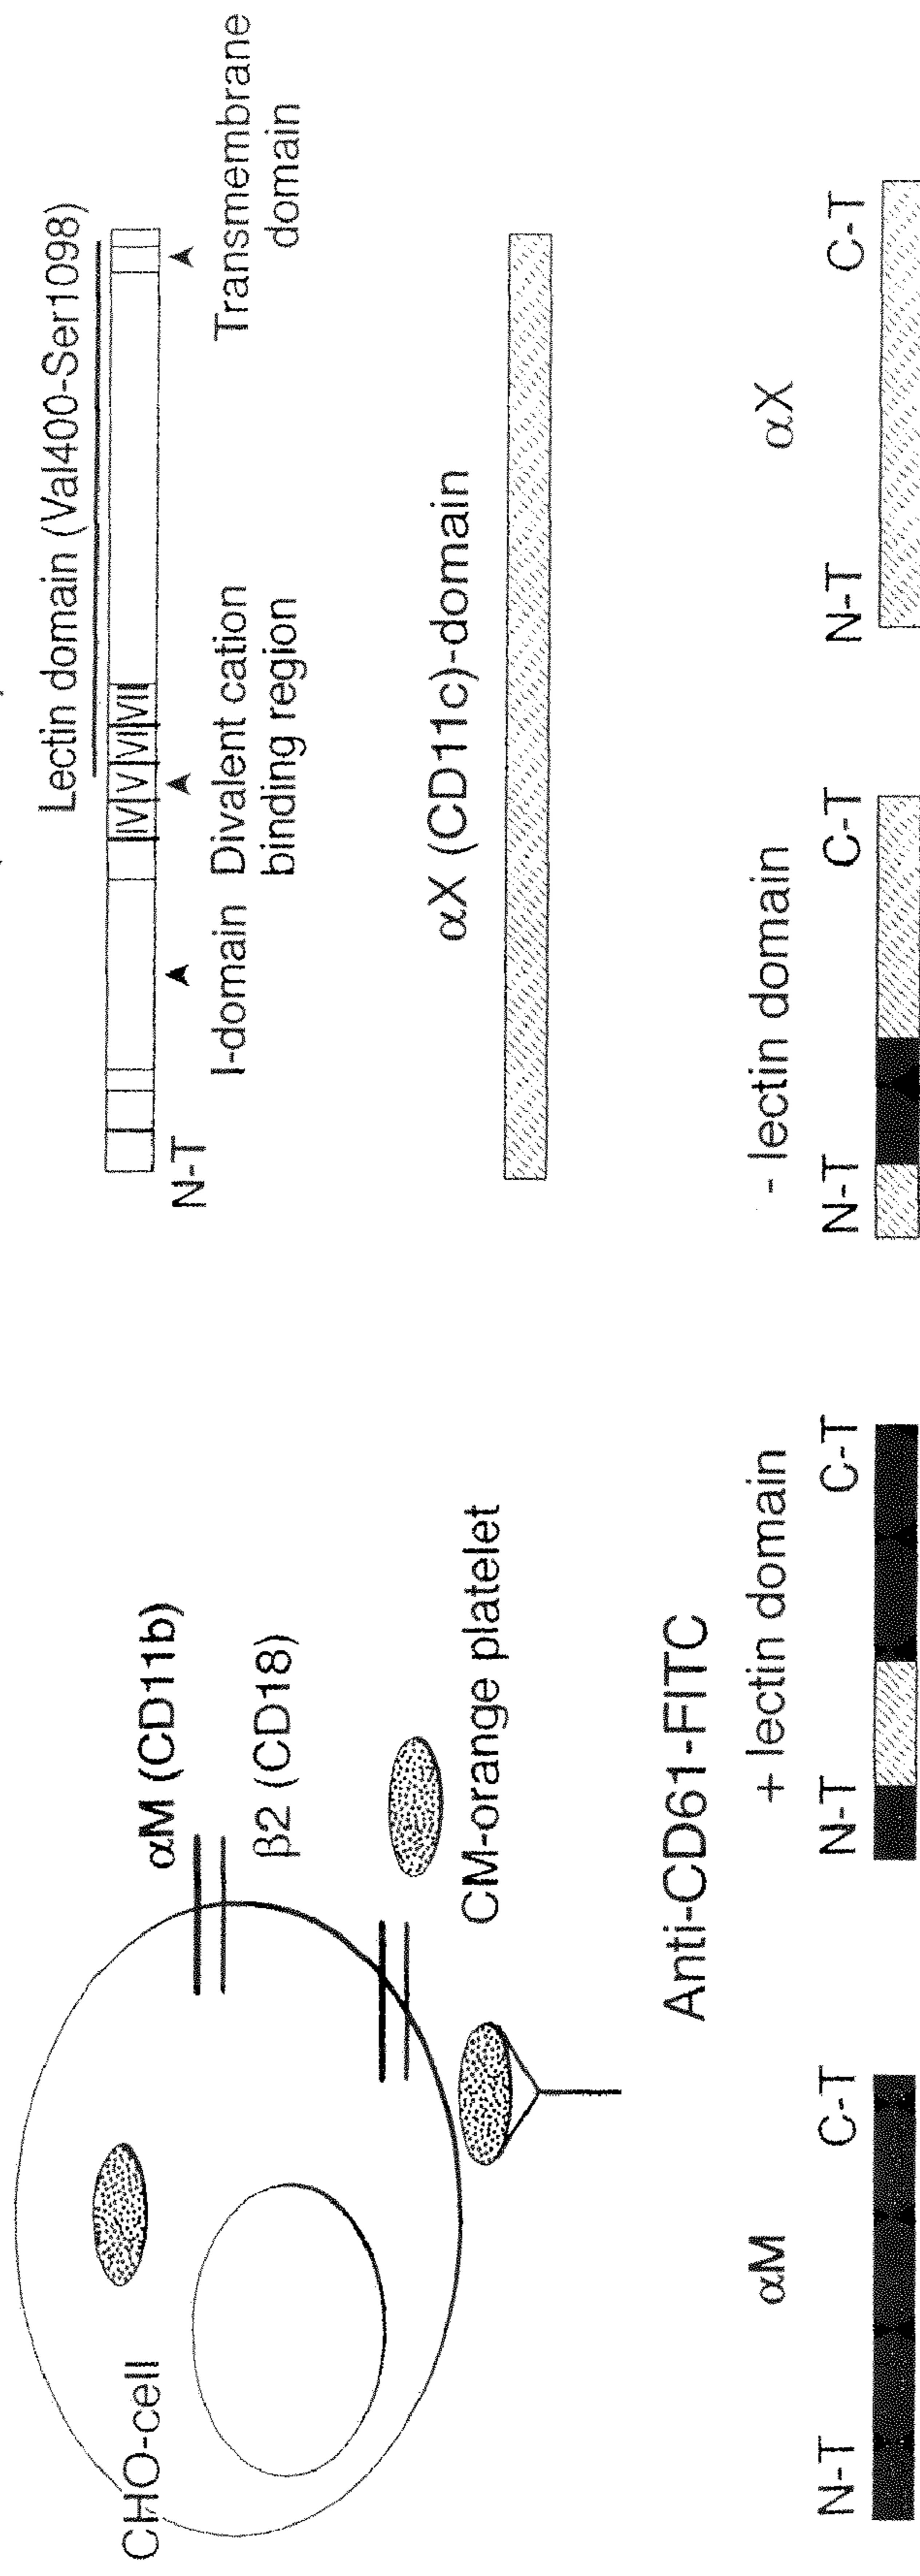 CHO-cell
αM (CD11b)
β2 (CD18)
CM-orange platelet
Anti-CD61-FITC
Lectin domain (Val400-Ser1098)
IV V VI VII
N-T
I-domain
Divalent cation
binding region
Transmembrane
domain
αX (CD11c)-domain
αM
N-T C-T
+ lectin domain
N-T C-T
- lectin domain
N-T C-T
αX
N-T C-T